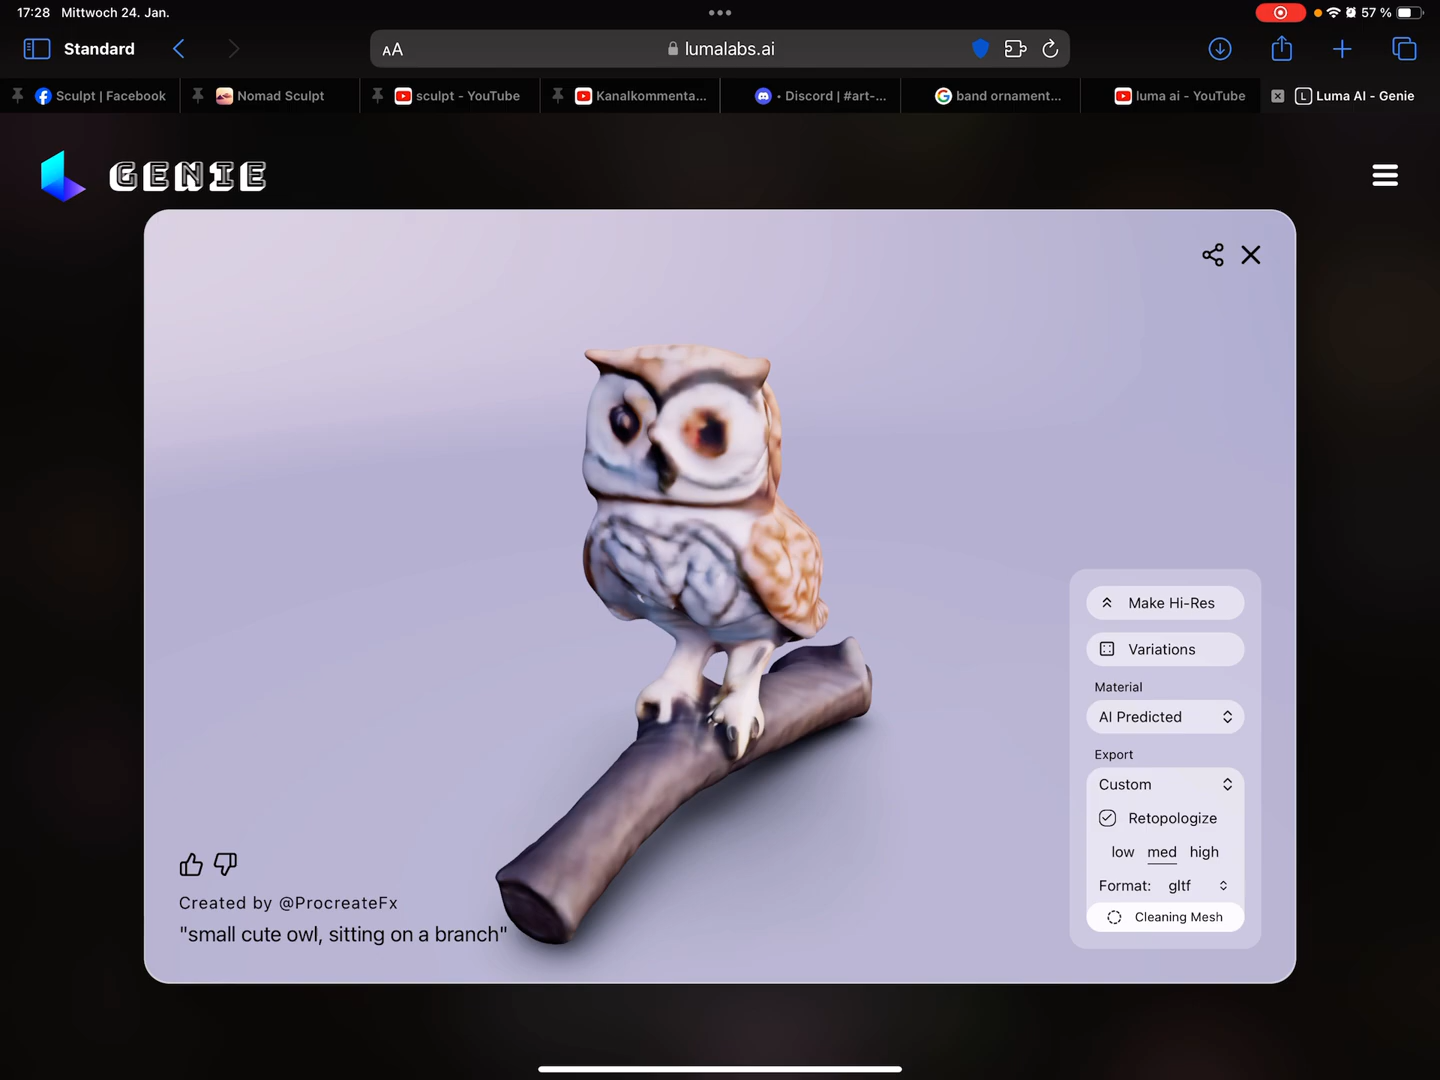 17:28 Mittwoch 24. Jan.
57 %
Standard
AA
lumalabs.ai
Sculpt | Facebook
Nomad Sculpt
sculpt - YouTube
Kanalkommenta...
• Discord | #art-...
band ornament...
luma ai - YouTube
L Luma AI - Genie
GENIE
Make Hi-Res
Variations
Material
AI Predicted
Export
Custom
Retopologize
low med high
Format: gltf
Cleaning Mesh
Created by @ProcreateFx
"small cute owl, sitting on a branch"